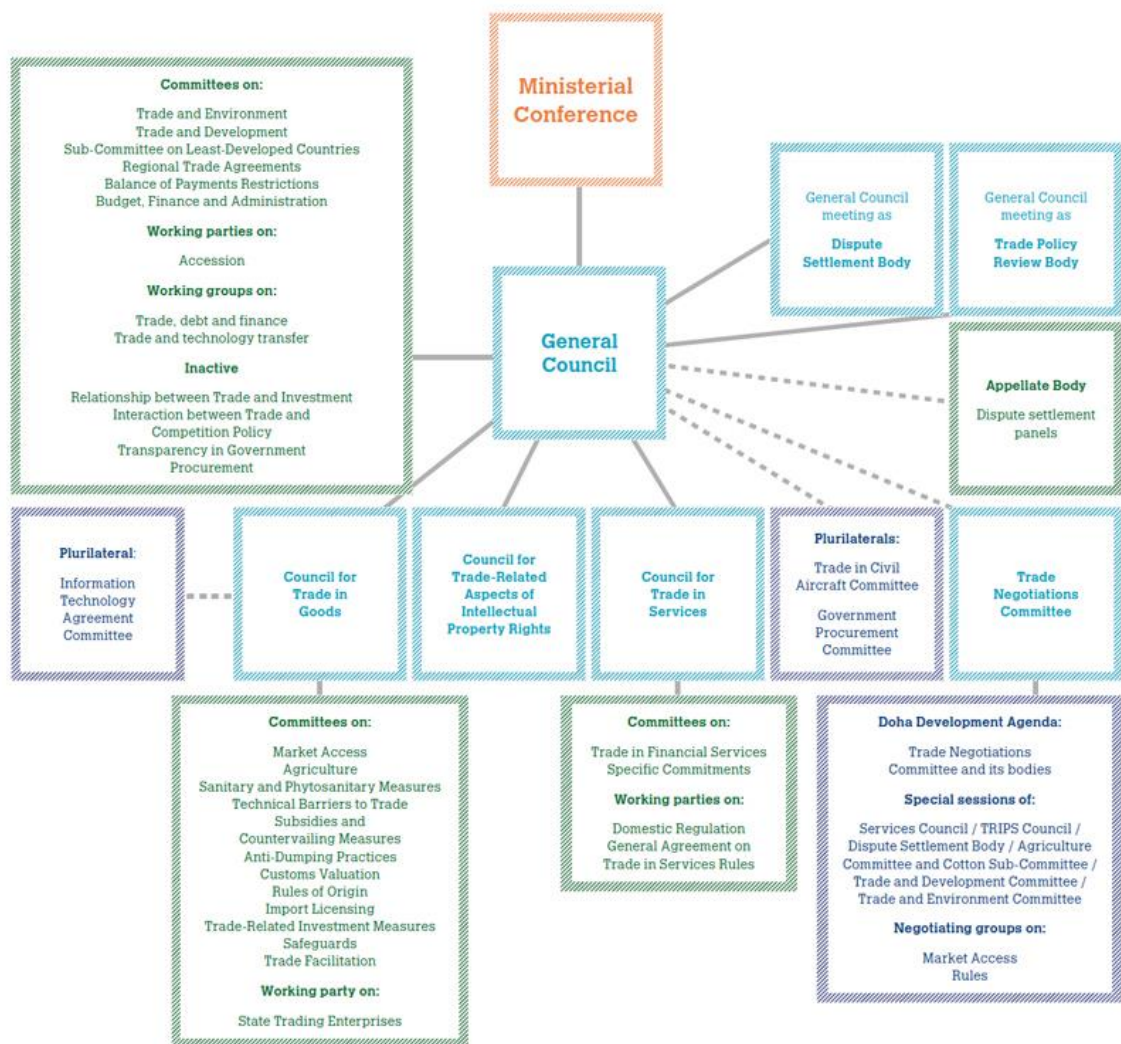 Ministerial
Conference
Committees on:
Trade and Environment
Trade and Development
Sub-Committee on Least-Developed Countries
Regional Trade Agreements
Balance of Payments Restrictions
Budget, Finance and Administration
Working parties on:
Accession
Working groups on:
Trade, debt and finance
Trade and technology transfer
Inactive
Relationship between Trade and Investment
Interaction between Trade and
Competition Policy
Transparency in Government
Procurement
General Council
meeting as
Dispute
Settlement Body
General Council
meeting as
Trade Policy
Review Body
General
Council
Appellate Body
Dispute settlement
panels
Plurilateral:
Information
Technology
Agreement
Committee
Council for
Trade in
Goods
Council for
Trade-Related
Aspects of
Intellectual
Property Rights
Council for
Trade in
Services
Plurilaterals:
Trade in Civil
Aircraft Committee
Government
Procurement
Committee
Trade
Negotiations
Committee
Committees on:
Market Access
Agriculture
Sanitary and Phytosanitary Measures
Technical Barriers to Trade
Subsidies and
Countervailing Measures
Anti-Dumping Practices
Customs Valuation
Rules of Origin
Import Licensing
Trade-Related Investment Measures
Safeguards
Trade Facilitation
Working party on:
State Trading Enterprises
Committees on:
Trade in Financial Services
Specific Commitments
Working parties on:
Domestic Regulation
General Agreement on
Trade in Services Rules
Doha Development Agenda:
Trade Negotiations
Committee and its bodies
Special sessions of:
Services Council / TRIPS Council /
Dispute Settlement Body / Agriculture
Committee and Cotton Sub-Committee /
Trade and Development Committee /
Trade and Environment Committee
Negotiating groups on:
Market Access
Rules